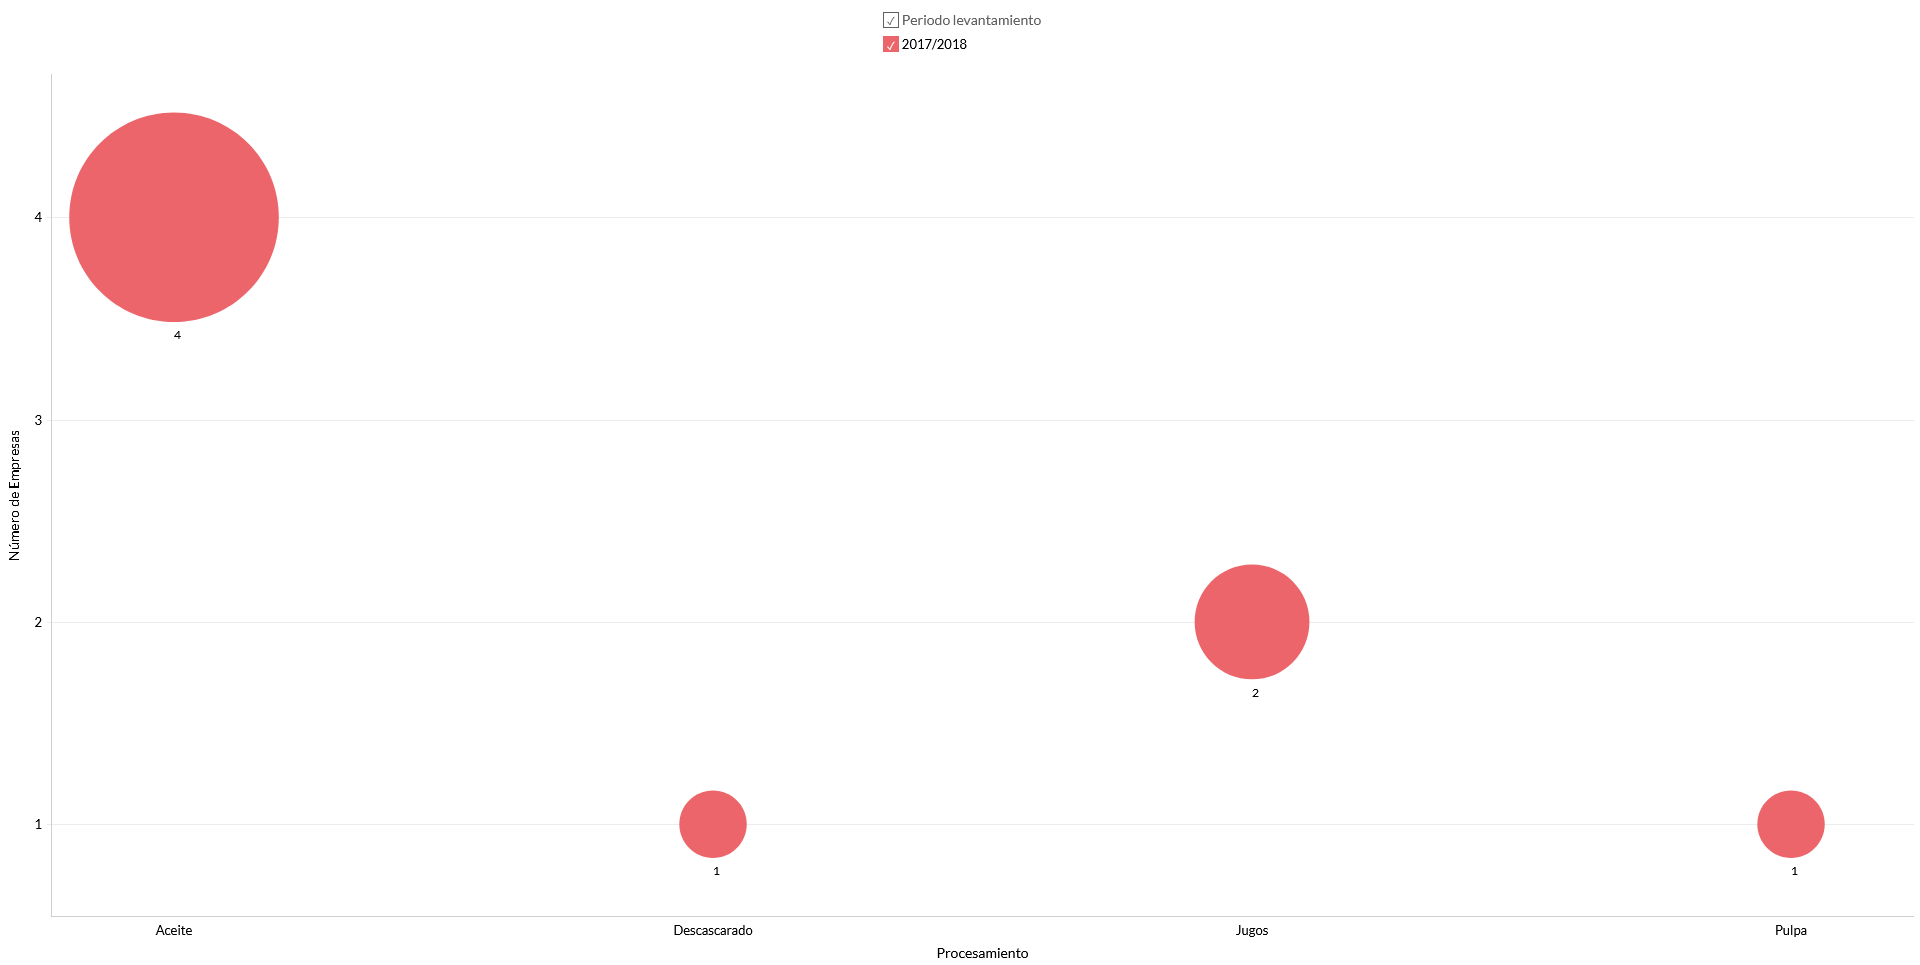 Periodo levantamiento
2017/2018
Número de Empresas
4
3
2
1
4
1
2
1
Aceite
Descascarado
Jugos
Pulpa
Procesamiento